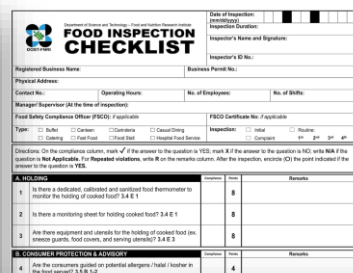 Department of Science and Technology – Food and Nutrition Research Institute
FOOD INSPECTION
CHECKLIST
DOST-FNRI
Date of Inspection:
(mm/dd/yyyy)
Inspection Duration:
Inspector's Name and Signature:
Inspector's ID No.:
Registered Business Name:
Business Permit No.:
Physical Address:
Contact No.:
Operating Hours:
No. of Employees:
No. of Shifts:
Manager/Supervisor (At the time of inspection):
Food Safety Compliance Officer (FSCO): if applicable
FSCO Certificate No: if applicable
Type: □ Buffet □ Canteen □ Carinderia □ Casual Dining
□ Catering □ Fast Food □ Food Stall □ Hospital Food Service
Inspection: □ Initial □ Routine:
□ Complaint 1st 2nd 3rd 4th
Directions: On the compliance column, mark ✓ if the answer to the question is YES; mark X if the answer to the question is NO; write N/A if the
question is Not Applicable. For Repeated violations, write R on the remarks column. After the inspection, encircle (O) the point indicated if the
answer to the question is YES.
A. HOLDING Compliance Points Remarks
1 Is there a dedicated, calibrated and sanitized food thermometer to
monitor the holding of cooked food? 3.4 E 1 8
2 Is there a monitoring sheet for holding cooked food? 3.4 E 1 8
3 Are there equipment and utensils for the holding of cooked food (ex.
sneeze guards, food covers, and serving utensils)? 3.4 E 3 8
B. CONSUMER PROTECTION & ADVISORY Compliance Points Remarks
4 Are the consumers guided on potential allergens / halal / kosher in
the food served? 3.5 B 1-2 4